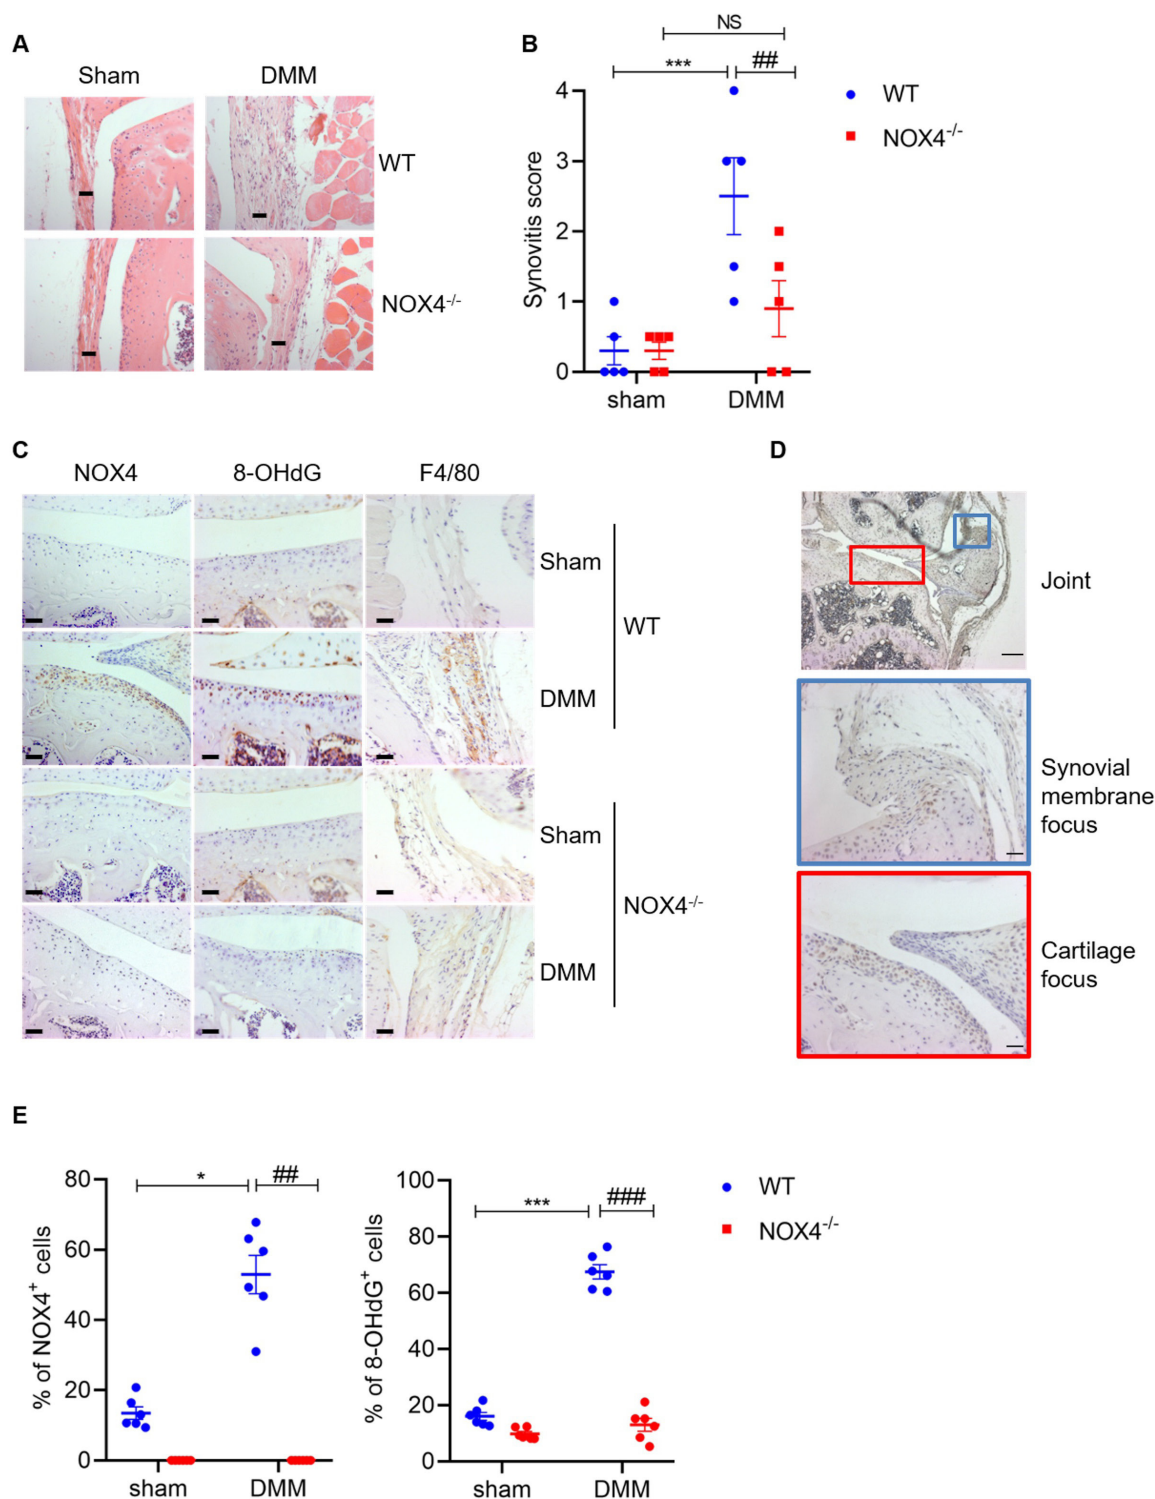 A
Sham
DMM
WT
NOX4-/-
B
NS
***
##
4
3
2
1
0
Synovitis score
sham
DMM
WT
NOX4-/-
C
NOX4
8-OHdG
F4/80
Sham
DMM
WT
Sham
DMM
NOX4-/-
D
Joint
Synovial
membrane
focus
Cartilage
focus
E
80
60
40
20
0
% of NOX4+ cells
*
##
sham
DMM
100
80
60
40
20
0
% of 8-OHdG+ cells
***
###
sham
DMM
WT
NOX4-/-